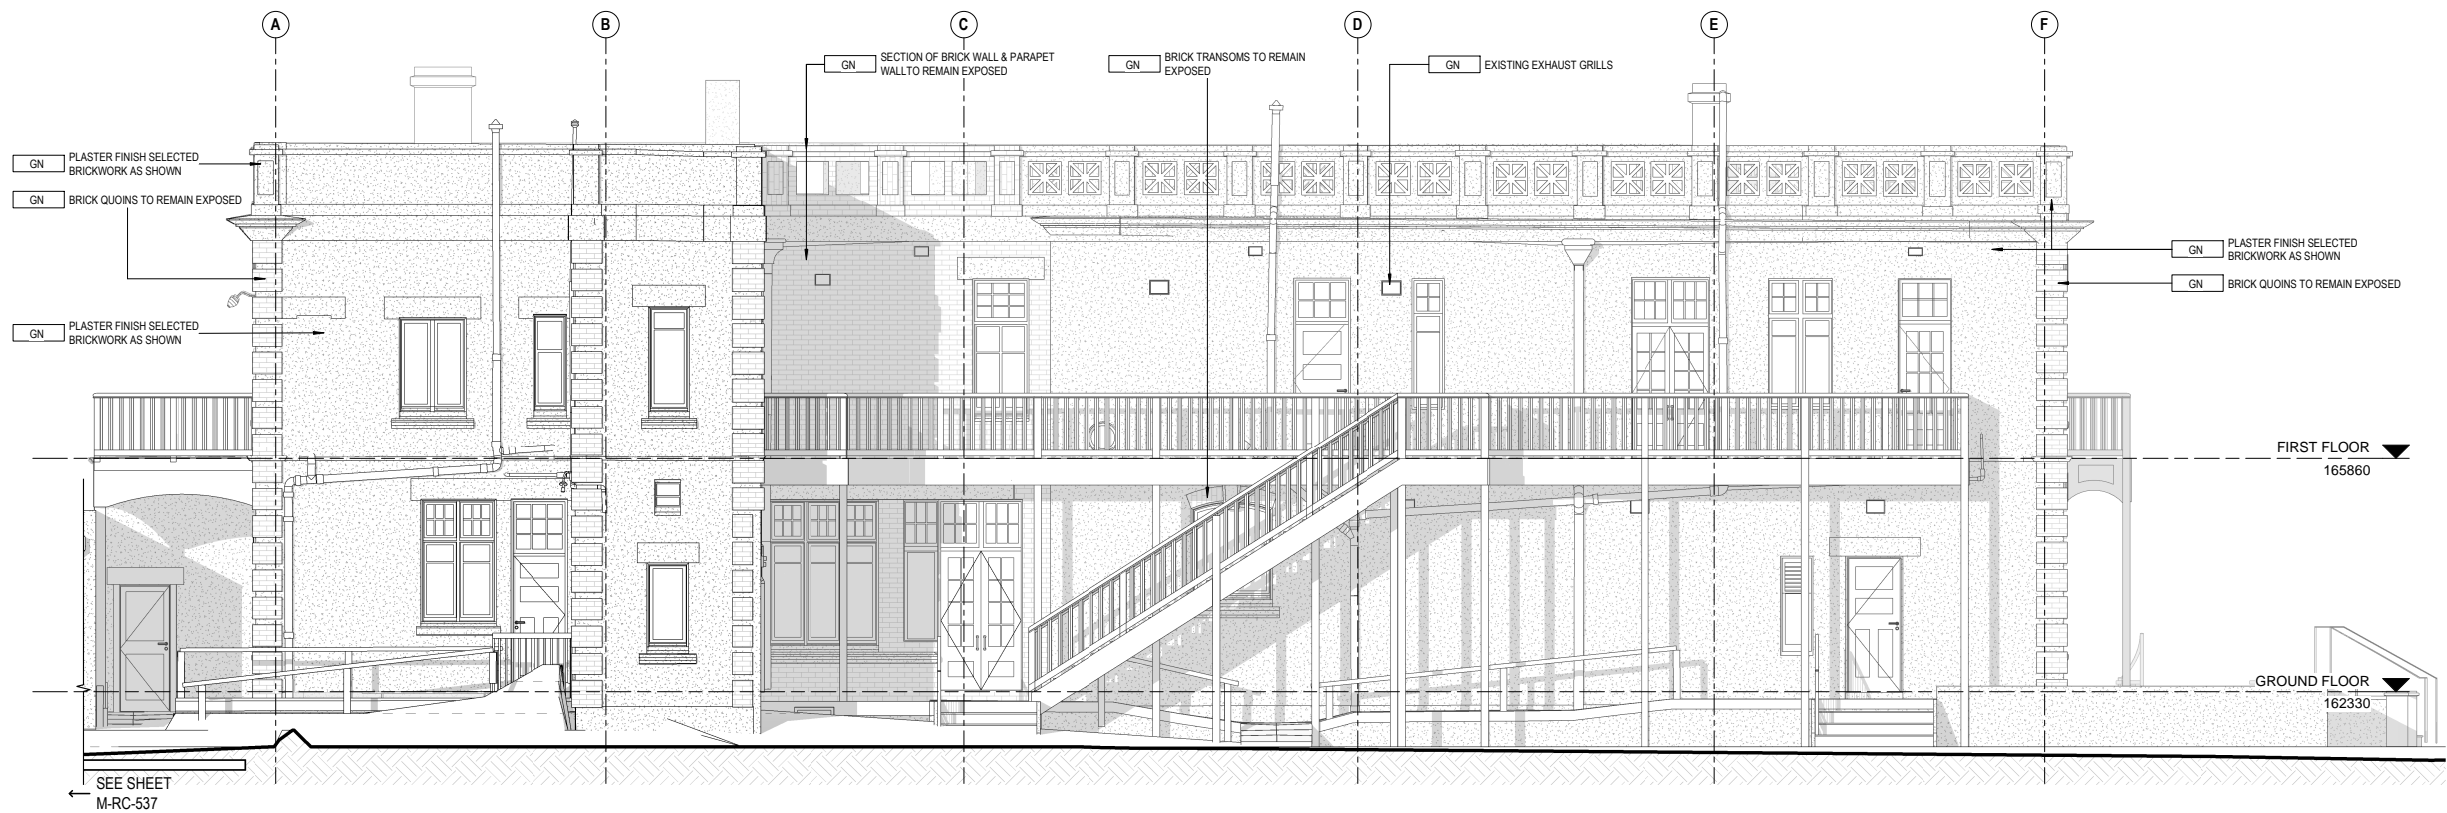 A
B
C
D
E
F
GN
SECTION OF BRICK WALL & PARAPET
WALLTO REMAIN EXPOSED
GN
BRICK TRANSOMS TO REMAIN
EXPOSED
GN
EXISTING EXHAUST GRILLS
GN
PLASTER FINISH SELECTED
BRICKWORK AS SHOWN
GN
BRICK QUOINS TO REMAIN EXPOSED
GN
PLASTER FINISH SELECTED
BRICKWORK AS SHOWN
GN
PLASTER FINISH SELECTED
BRICKWORK AS SHOWN
GN
BRICK QUOINS TO REMAIN EXPOSED
FIRST FLOOR
165860
GROUND FLOOR
162330
SEE SHEET
M-RC-537